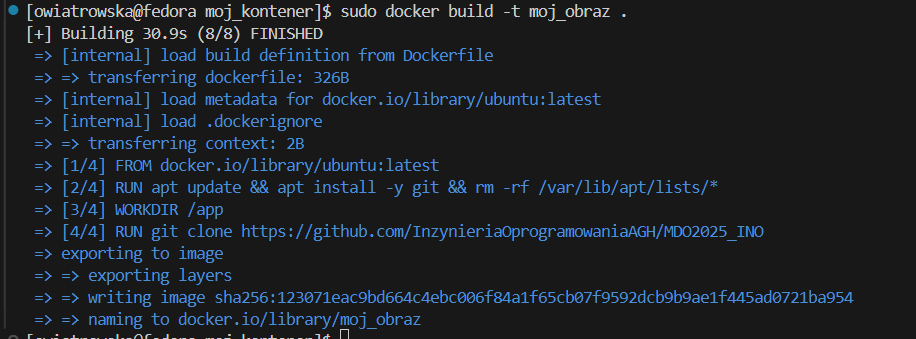 [owiatrowska@fedora moj_kontener]$ sudo docker build -t moj_obraz .
[+] Building 30.9s (8/8) FINISHED
=> [internal] load build definition from Dockerfile
=> => transferring dockerfile: 326B
=> [internal] load metadata for docker.io/library/ubuntu:latest
=> [internal] load .dockerignore
=> => transferring context: 2B
=> [1/4] FROM docker.io/library/ubuntu:latest
=> [2/4] RUN apt update && apt install -y git && rm -rf /var/lib/apt/lists/*
=> [3/4] WORKDIR /app
=> [4/4] RUN git clone https://github.com/InzynieriaOprogramowaniaAGH/MDO2025_INO
=> exporting to image
=> => exporting layers
=> => writing image sha256:123071eac9bd664c4ebc006f84a1f65cb07f9592dcb9b9ae1f445ad0721ba954
=> => naming to docker.io/library/moj_obraz
[owiatrowska@fedora moj_kontener]$